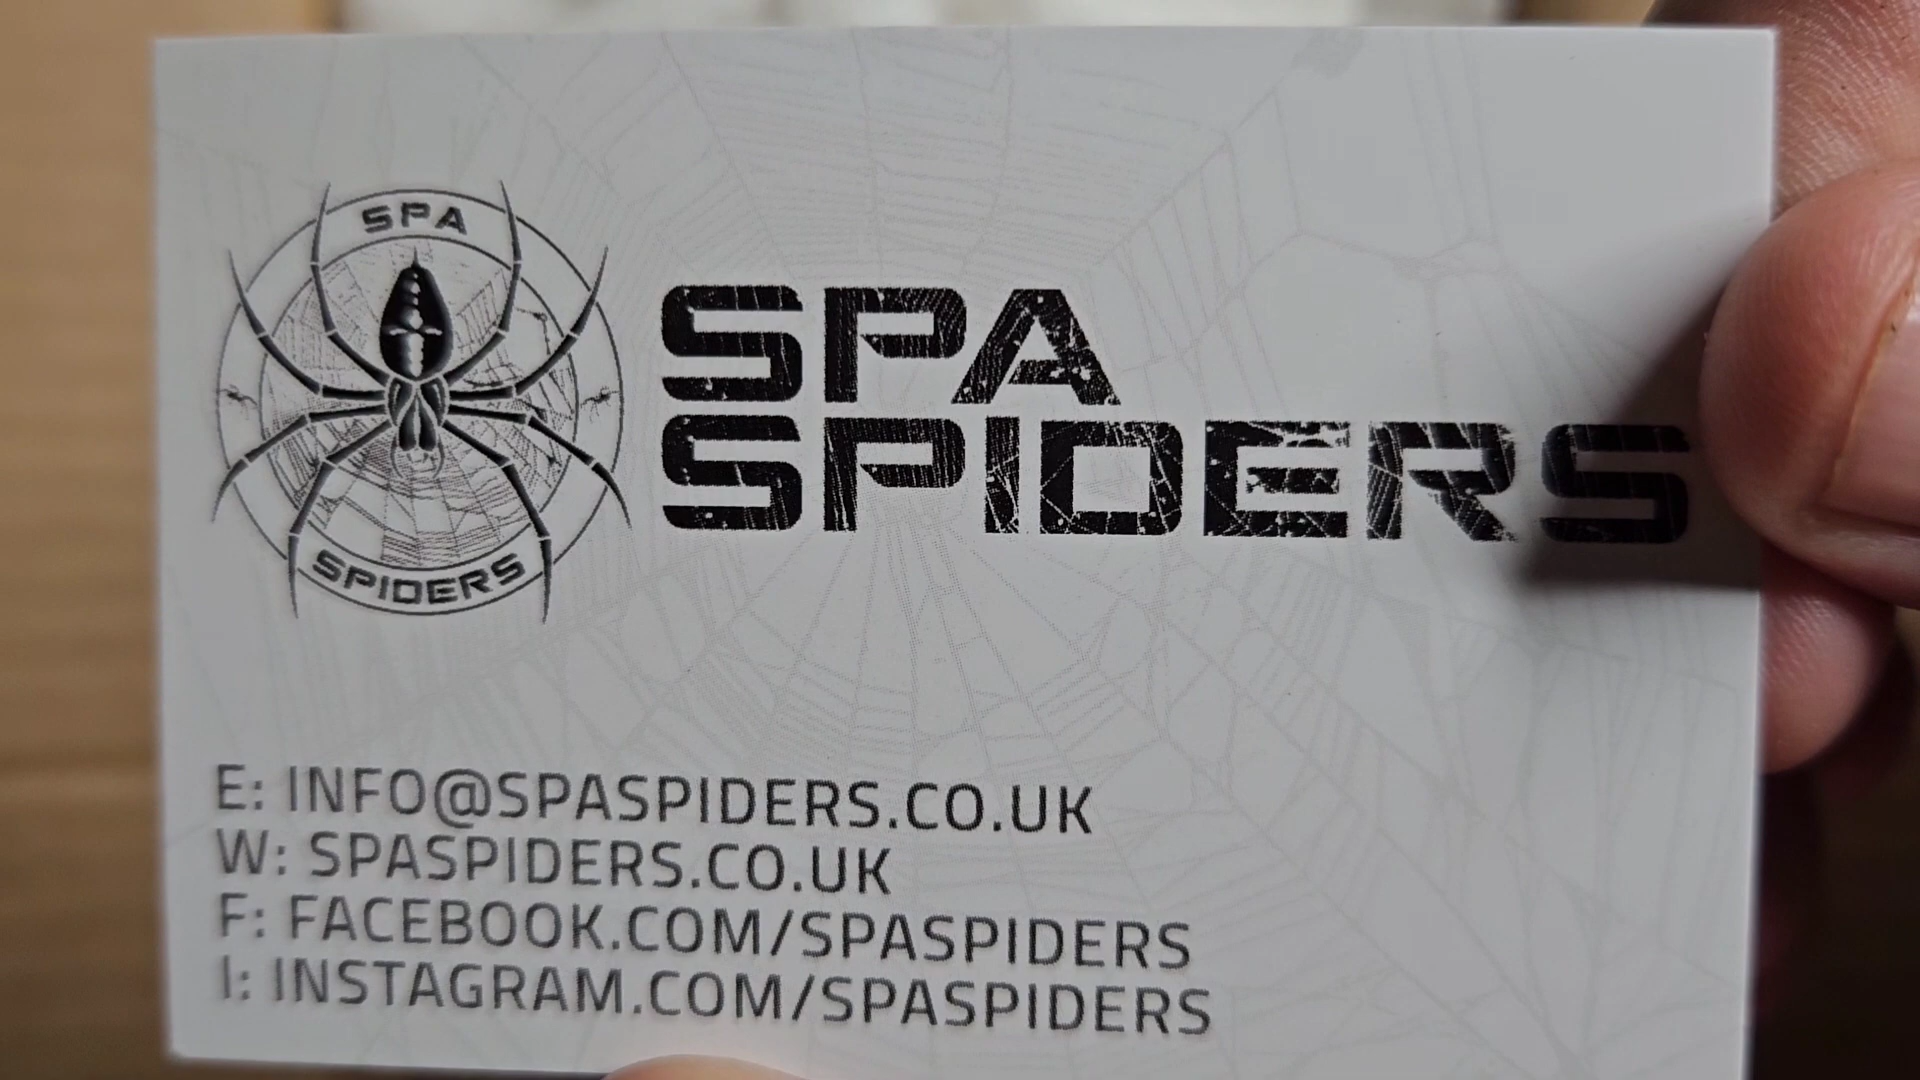 SPA
SPIDERS
SPA
SPIDERS
E: INFO@SPASPIDERS.CO.UK
W: SPASPIDERS.CO.UK
F: FACEBOOK.COM/SPASPIDERS
I: INSTAGRAM.COM/SPASPIDERS